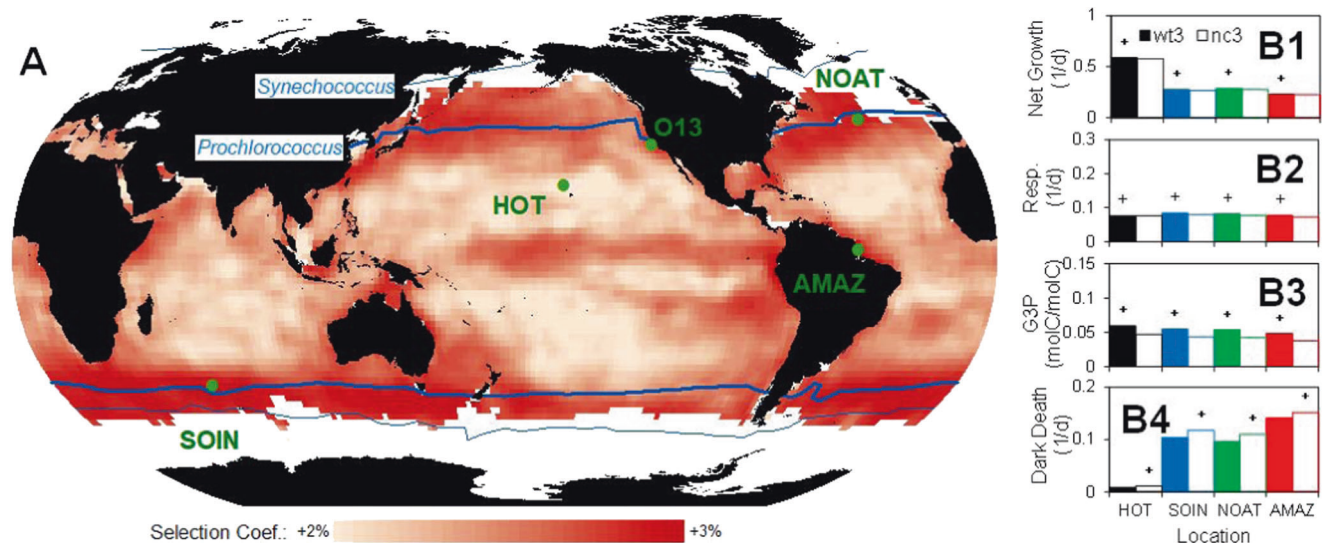 A
Synechococcus
NOAT
O13
Prochlorococcus
HOT
AMAZ
SOIN
Selection Coef.: +2% +3%
Net Growth
(1/d)
1
0.5
0
+ wt3 nc3
B1
+ + +
Resp.
(1/d)
0.3
0.2
0.1
0
B2
+ + + +
G3P
(molC/molC)
0.15
0.1
0.05
0
B3
+ + + +
Dark Death
(1/d)
0.2
0.1
0
B4
+ + + +
HOT SOIN NOAT AMAZ
Location